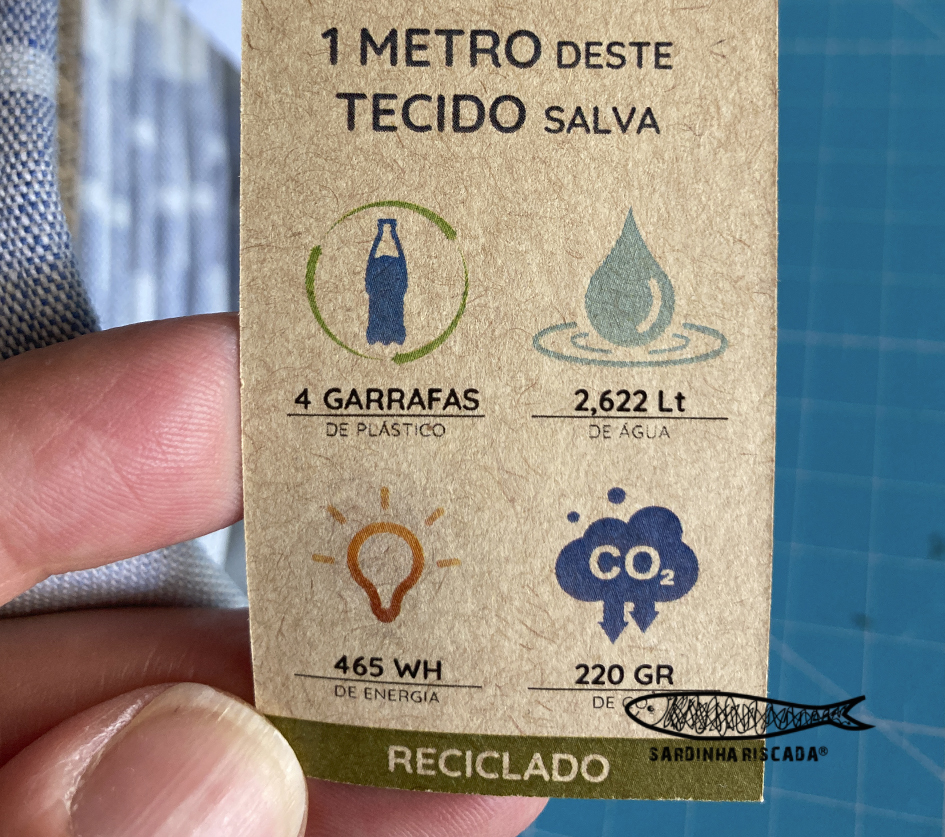 1 METRO DESTE
TECIDO SALVA
4 GARRAFAS
DE PLÁSTICO
2,622 Lt
DE ÁGUA
CO₂
465 WH
DE ENERGIA
220 GR
DE
RECICLADO
SARDINHA RISCADA®